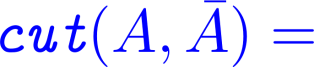 cut(A, Ā) =